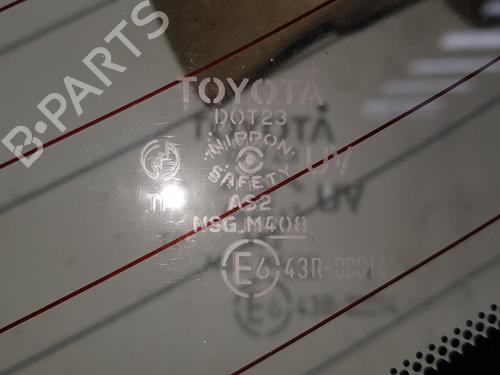 B-PARTS
TOYOTA
DOT23
NIPPON
SAFETY
UV
AS2
NSG M408
E6 43R-00014